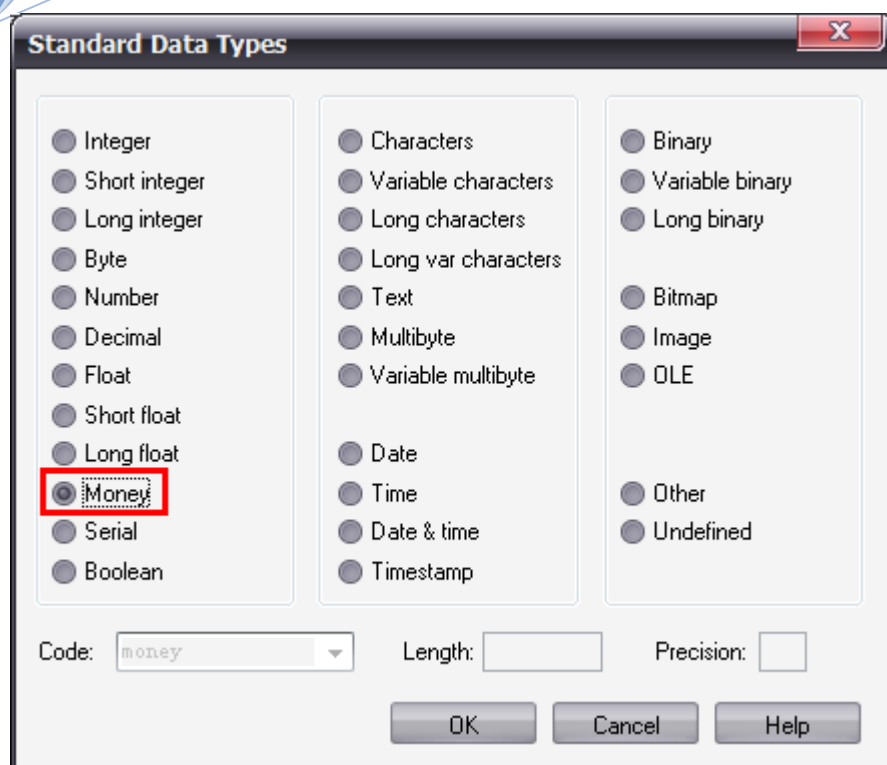 Standard Data Types
Integer
Short integer
Long integer
Byte
Number
Decimal
Float
Short float
Long float
Money
Serial
Boolean
Characters
Variable characters
Long characters
Long var characters
Text
Multibyte
Variable multibyte
Date
Time
Date & time
Timestamp
Binary
Variable binary
Long binary
Bitmap
Image
OLE
Other
Undefined
Code: money Length: Precision:
OK Cancel Help